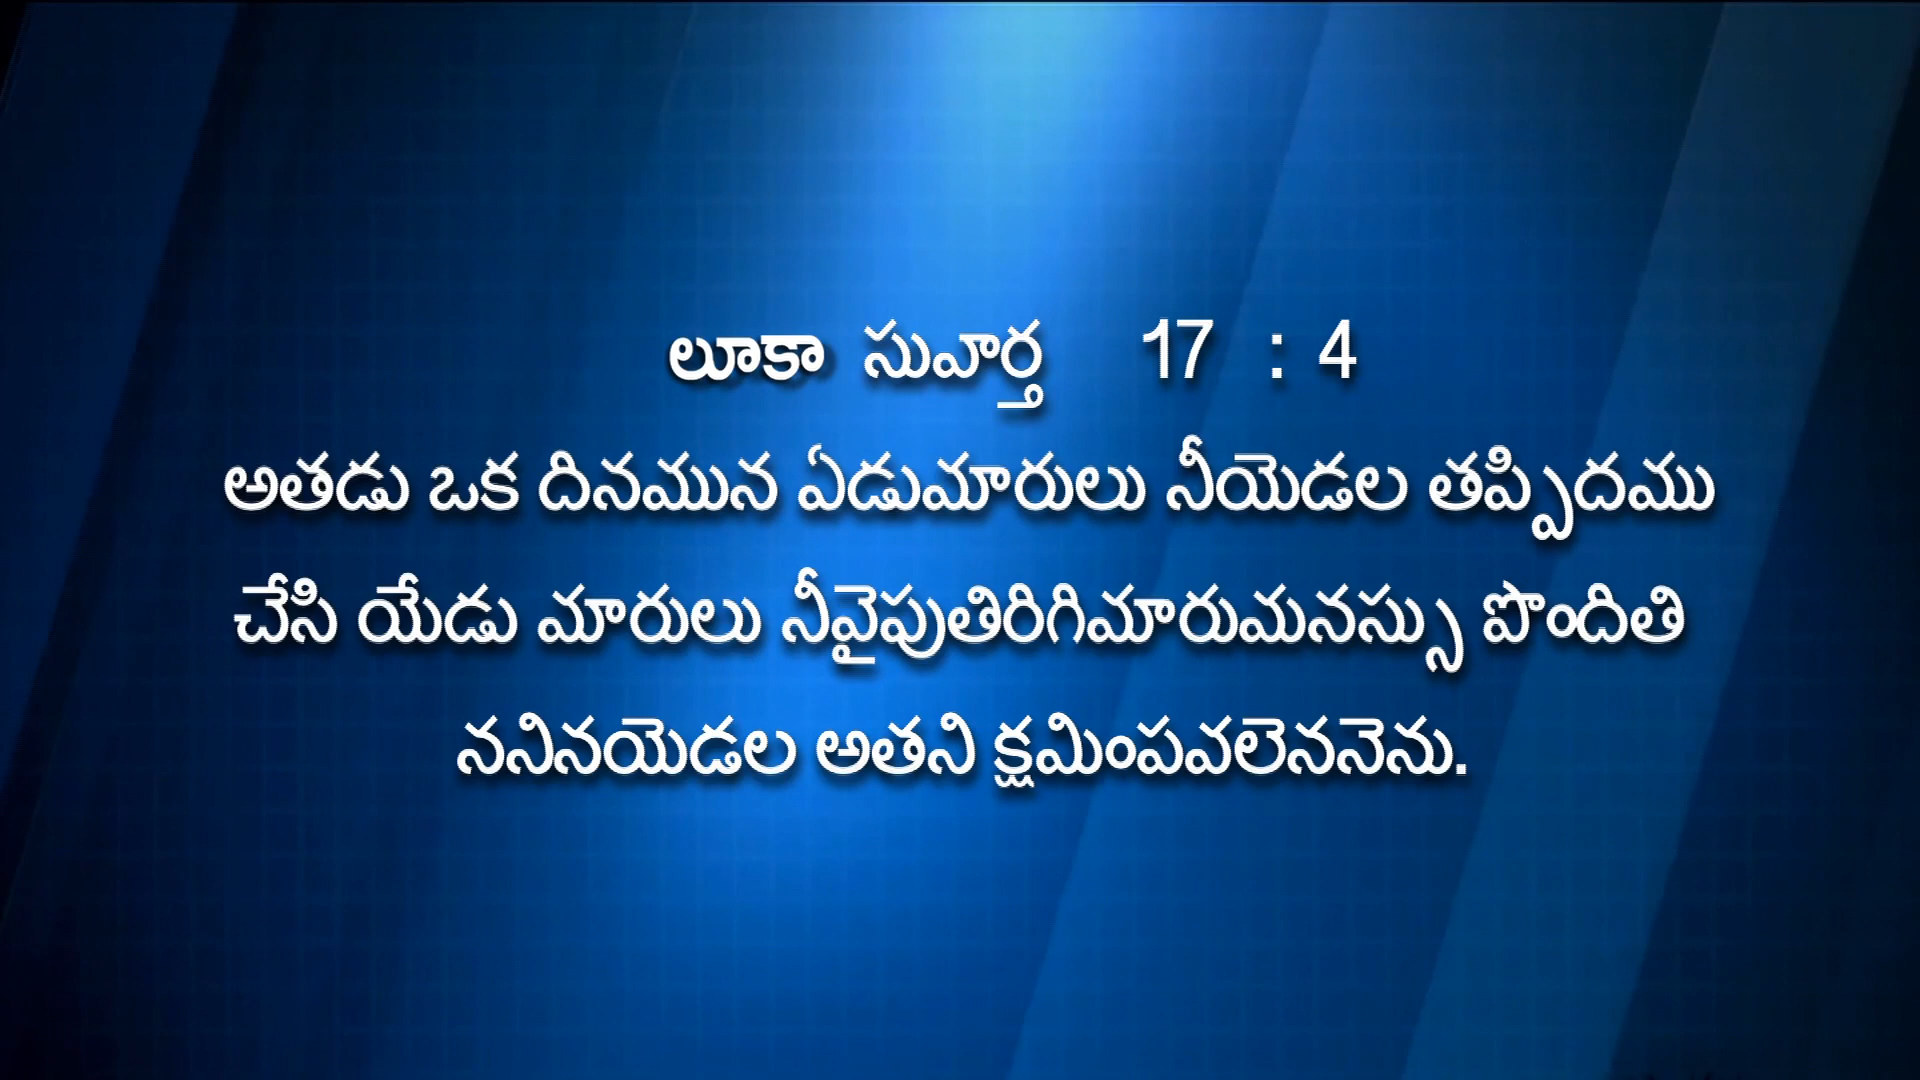 లూకా సువార్త 17 : 4
అతడు ఒక దినమున ఏడుమారులు నీయెడల తప్పిదము
చేసి యేడు మారులు నీవైపుతిరిగిమారుమనస్సు పొందితి
ననినయెడల అతని క్షమింపవలెననెను.